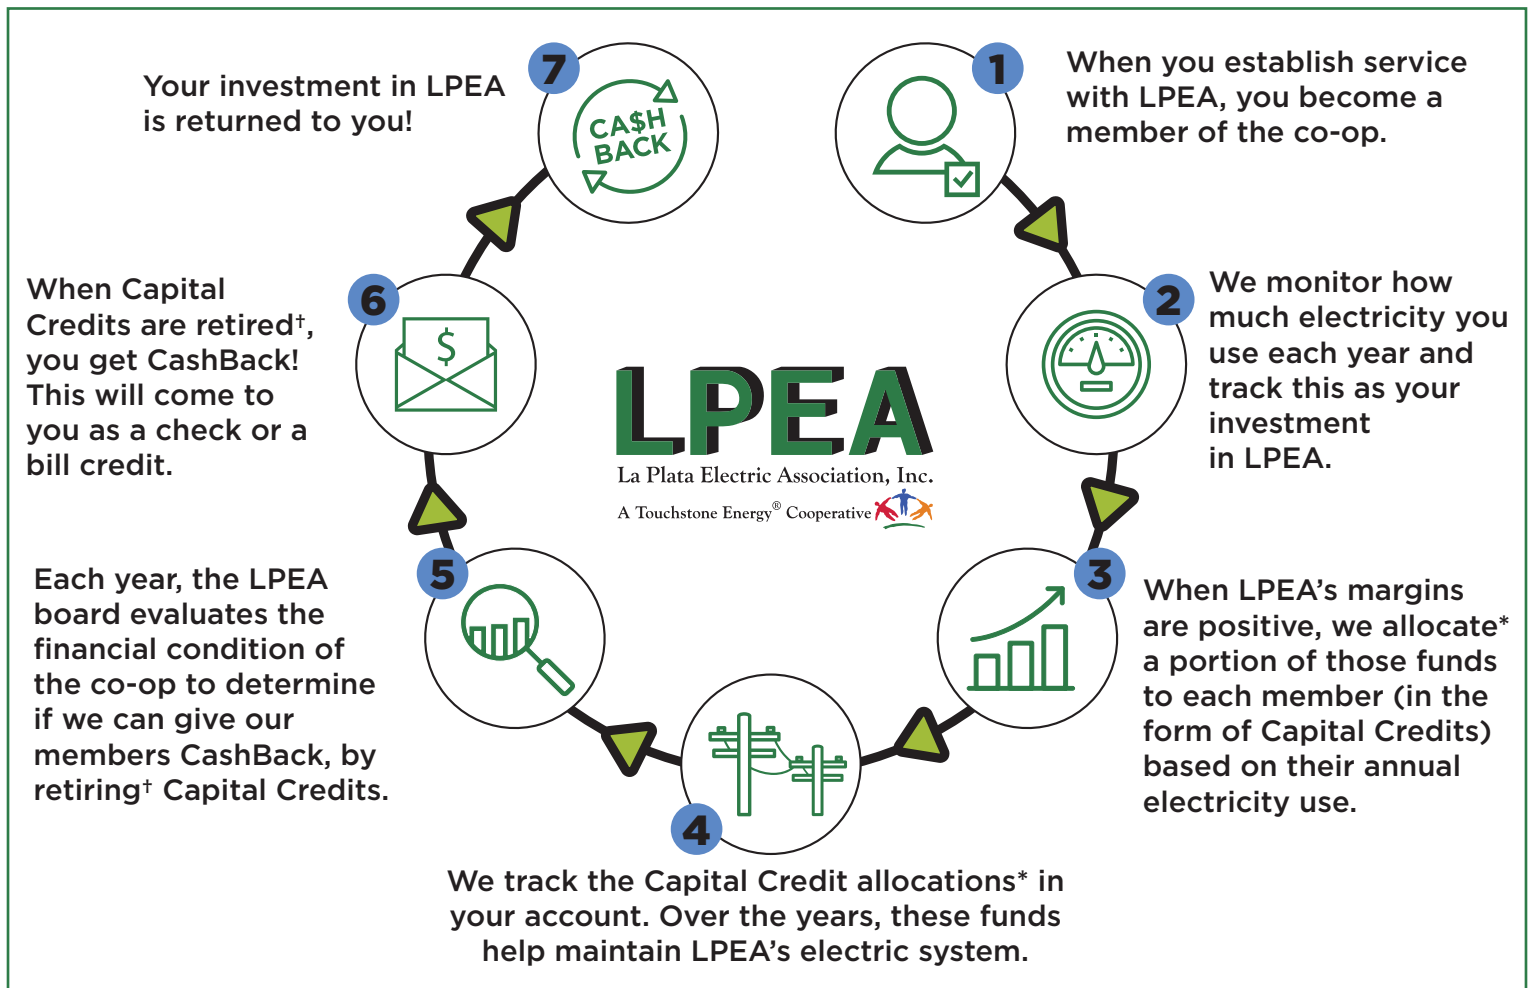 1
When you establish service
with LPEA, you become a
member of the co-op.
2
We monitor how
much electricity you
use each year and
track this as your
investment
in LPEA.
3
When LPEA’s margins
are positive, we allocate*
a portion of those funds
to each member (in the
form of Capital Credits)
based on their annual
electricity use.
4
We track the Capital Credit allocations* in
your account. Over the years, these funds
help maintain LPEA’s electric system.
5
Each year, the LPEA
board evaluates the
financial condition of
the co-op to determine
if we can give our
members CashBack, by
retiring† Capital Credits.
6
$
When Capital
Credits are retired†,
you get CashBack!
This will come to
you as a check or a
bill credit.
7
CA$H
BACK
Your investment in LPEA
is returned to you!
LPEA
La Plata Electric Association, Inc.
A Touchstone Energy® Cooperative